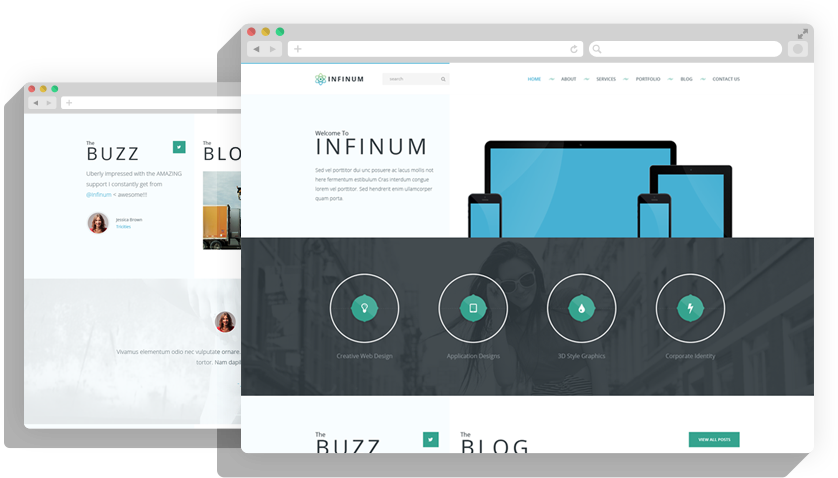 The
BUZZ
Uberly impressed with the AMAZING
support I constantly get from
@infinum < awesome!!!
Jessica Brown
The
BLO
Vivamus elementum odio nec vulputate ornare
tortor. Nam dapi
INFINUM
search
HOME
ABOUT
SERVICES
PORTFOLIO
BLOG
CONTACT US
Welcome To
INFINUM
Sed vel porttitor dui unc posuere ac lacus mollis not
here fermentum estibulum Cras interdum congue
lorem vel porttitor. Sed hendrerit enim ullamcorper
quam porta.
Creative Web Design
Application Designs
3D Style Graphics
Corporate Identity
The
BUZZ
The
BLOG
VIEW ALL POSTS